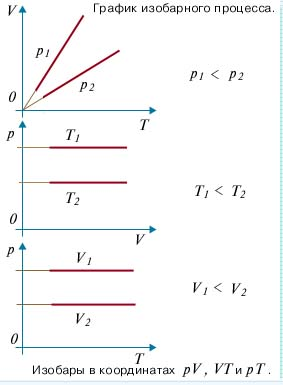 График изобарного процесса.
V
p₁
p₂
p₁ < p₂
0
T
p
T₁
T₂
T₁ < T₂
0
V
p
V₁
V₂
V₁ < V₂
0
T
Изобары в координатах pV, VT и pT.